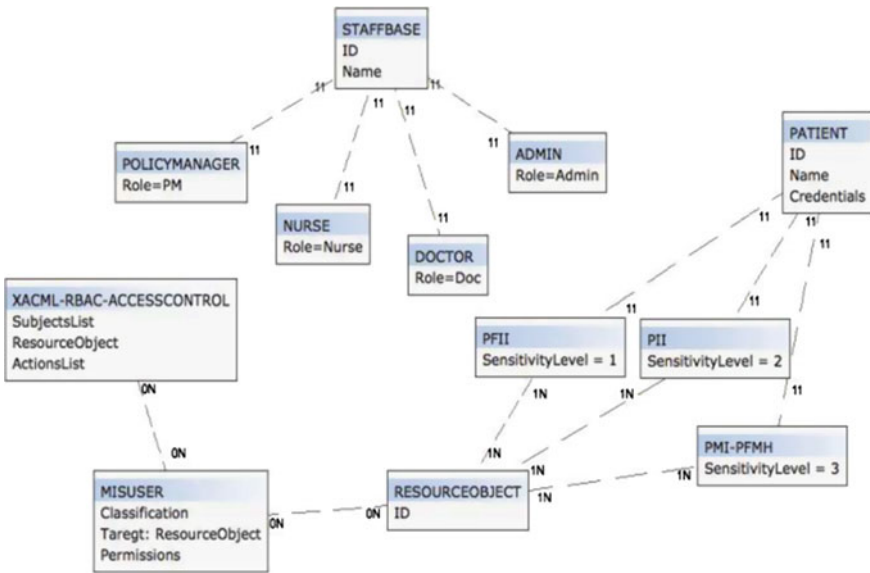 STAFFBASE
ID
Name
11
11
11
11
11
11
11
11
POLICYMANAGER
Role=PM
NURSE
Role=Nurse
DOCTOR
Role=Doc
ADMIN
Role=Admin
PATIENT
ID
Name
Credentials
11
11
11
11
11
11
XACML-RBAC-ACCESSCONTROL
SubjectsList
ResourceObject
ActionsList
PFII
SensitivityLevel = 1
PII
SensitivityLevel = 2
PMI-PFMH
SensitivityLevel = 3
0N
0N
1N
1N
1N
1N
1N
1N
MISUSER
Classification
Taregt: ResourceObject
Permissions
0N
0N
RESOURCEOBJECT
ID